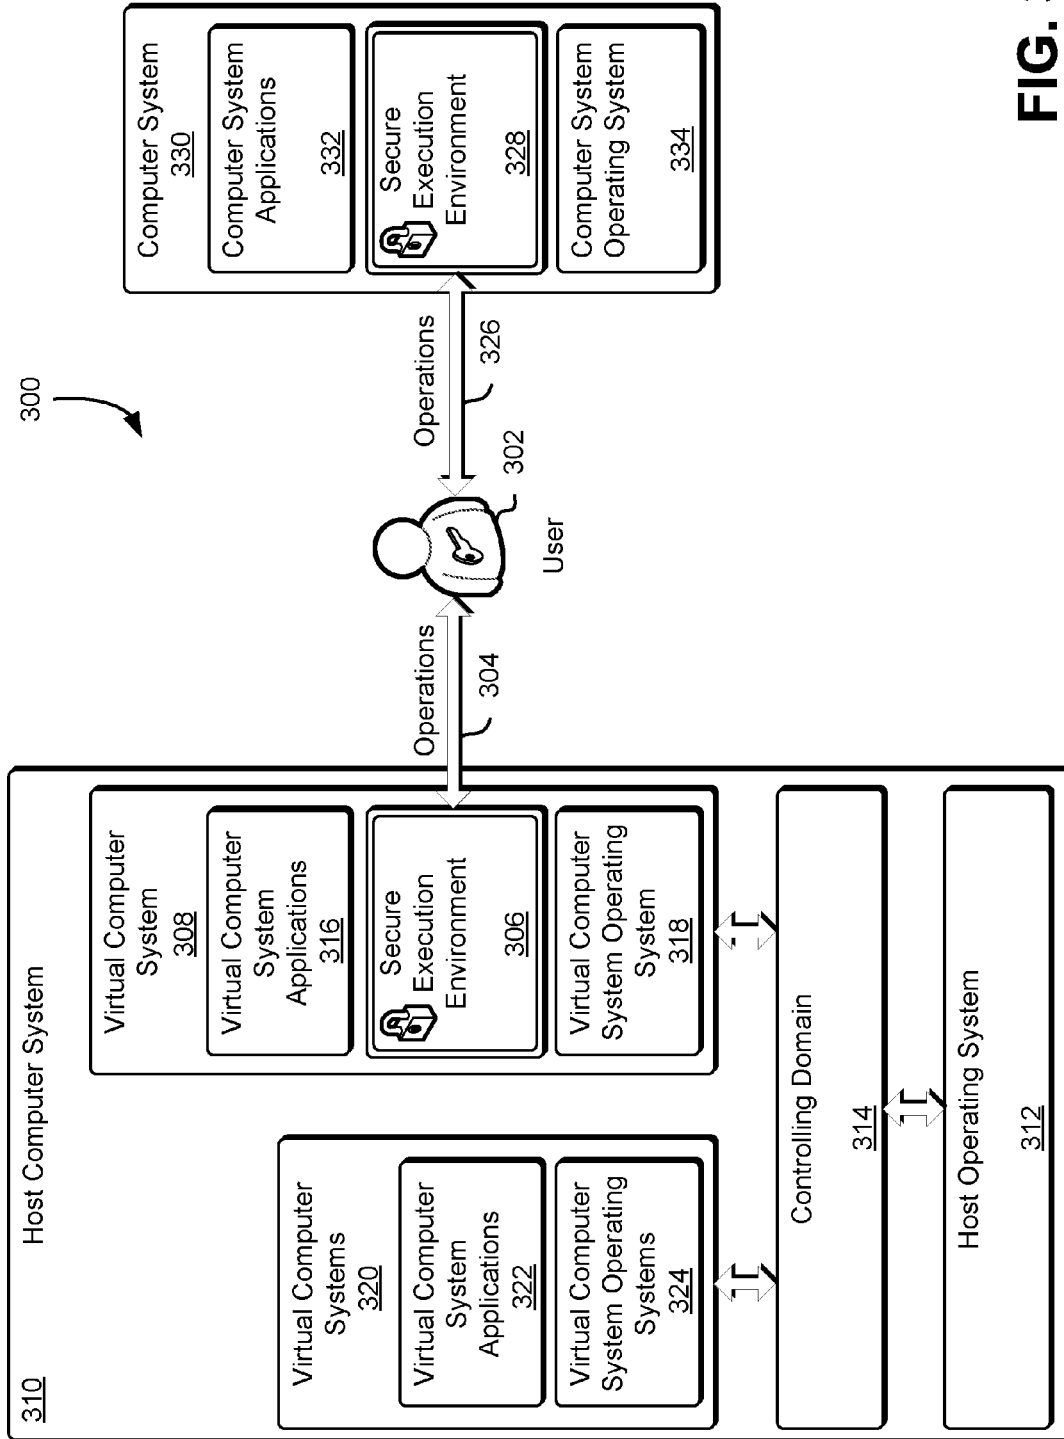 310
Host Computer System
Virtual Computer
Systems
320
Virtual Computer
System
Applications
322
Virtual Computer
System Operating
Systems
324
Virtual Computer
System
308
Virtual Computer
System
Applications
316
Secure
Execution
Environment
306
Virtual Computer
System Operating
System
318
Controlling Domain
314
Host Operating System
312
Operations
304
User
302
Operations
326
300
Computer System
330
Computer System
Applications
332
Secure
Execution
Environment
328
Computer System
Operating System
334
FIG.